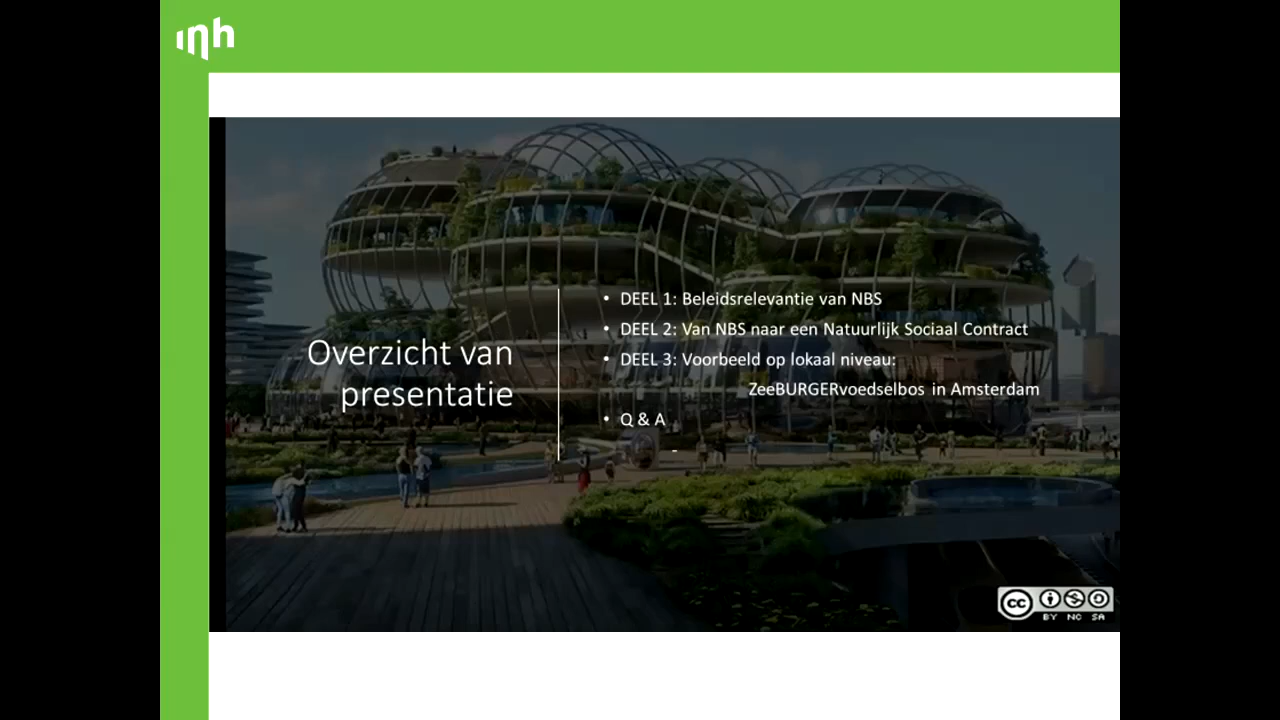 inh
Overzicht van
presentatie
• DEEL 1: Beleidsrelevantie van NBS
• DEEL 2: Van NBS naar een Natuurlijk Sociaal Contract
• DEEL 3: Voorbeeld op lokaal niveau:
ZeeBURGERvoedselbos in Amsterdam
• Q & A
-
cc
BY NC SA